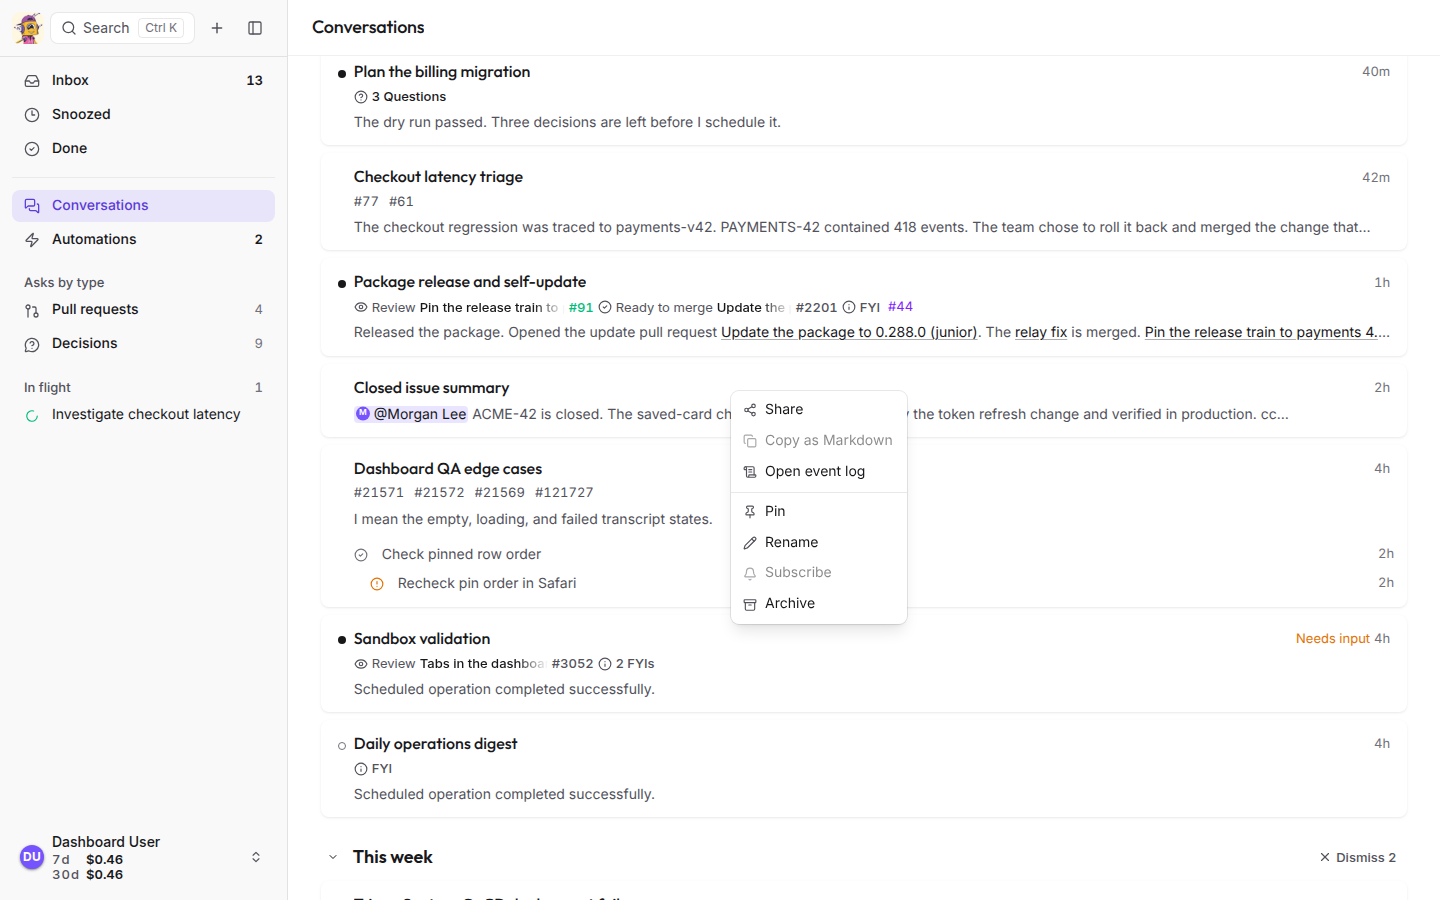 Search Ctrl K
Conversations
Inbox 13
Snoozed
Done
Conversations
Automations 2
Asks by type
Pull requests 4
Decisions 9
In flight 1
Investigate checkout latency
Dashboard User
DU
7d $0.46
30d $0.46
Plan the billing migration 40m
3 Questions
The dry run passed. Three decisions are left before I schedule it.
Checkout latency triage 42m
#77 #61
The checkout regression was traced to payments-v42. PAYMENTS-42 contained 418 events. The team chose to roll it back and merged the change that...
Package release and self-update 1h
Review Pin the release train to #91 Ready to merge Update the #2201 FYI #44
Released the package. Opened the update pull request Update the package to 0.288.0 (junior). The relay fix is merged. Pin the release train to payments 4....
Closed issue summary 2h
M @Morgan Lee ACME-42 is closed. The saved-card ch the token refresh change and verified in production. cc...
Dashboard QA edge cases 4h
#21571 #21572 #21569 #121727
I mean the empty, loading, and failed transcript states.
Check pinned row order 2h
Recheck pin order in Safari 2h
Share
Copy as Markdown
Open event log
Pin
Rename
Subscribe
Archive
Sandbox validation Needs input 4h
Review Tabs in the dashboa #3052 2 FYIs
Scheduled operation completed successfully.
Daily operations digest 4h
FYI
Scheduled operation completed successfully.
This week Dismiss 2